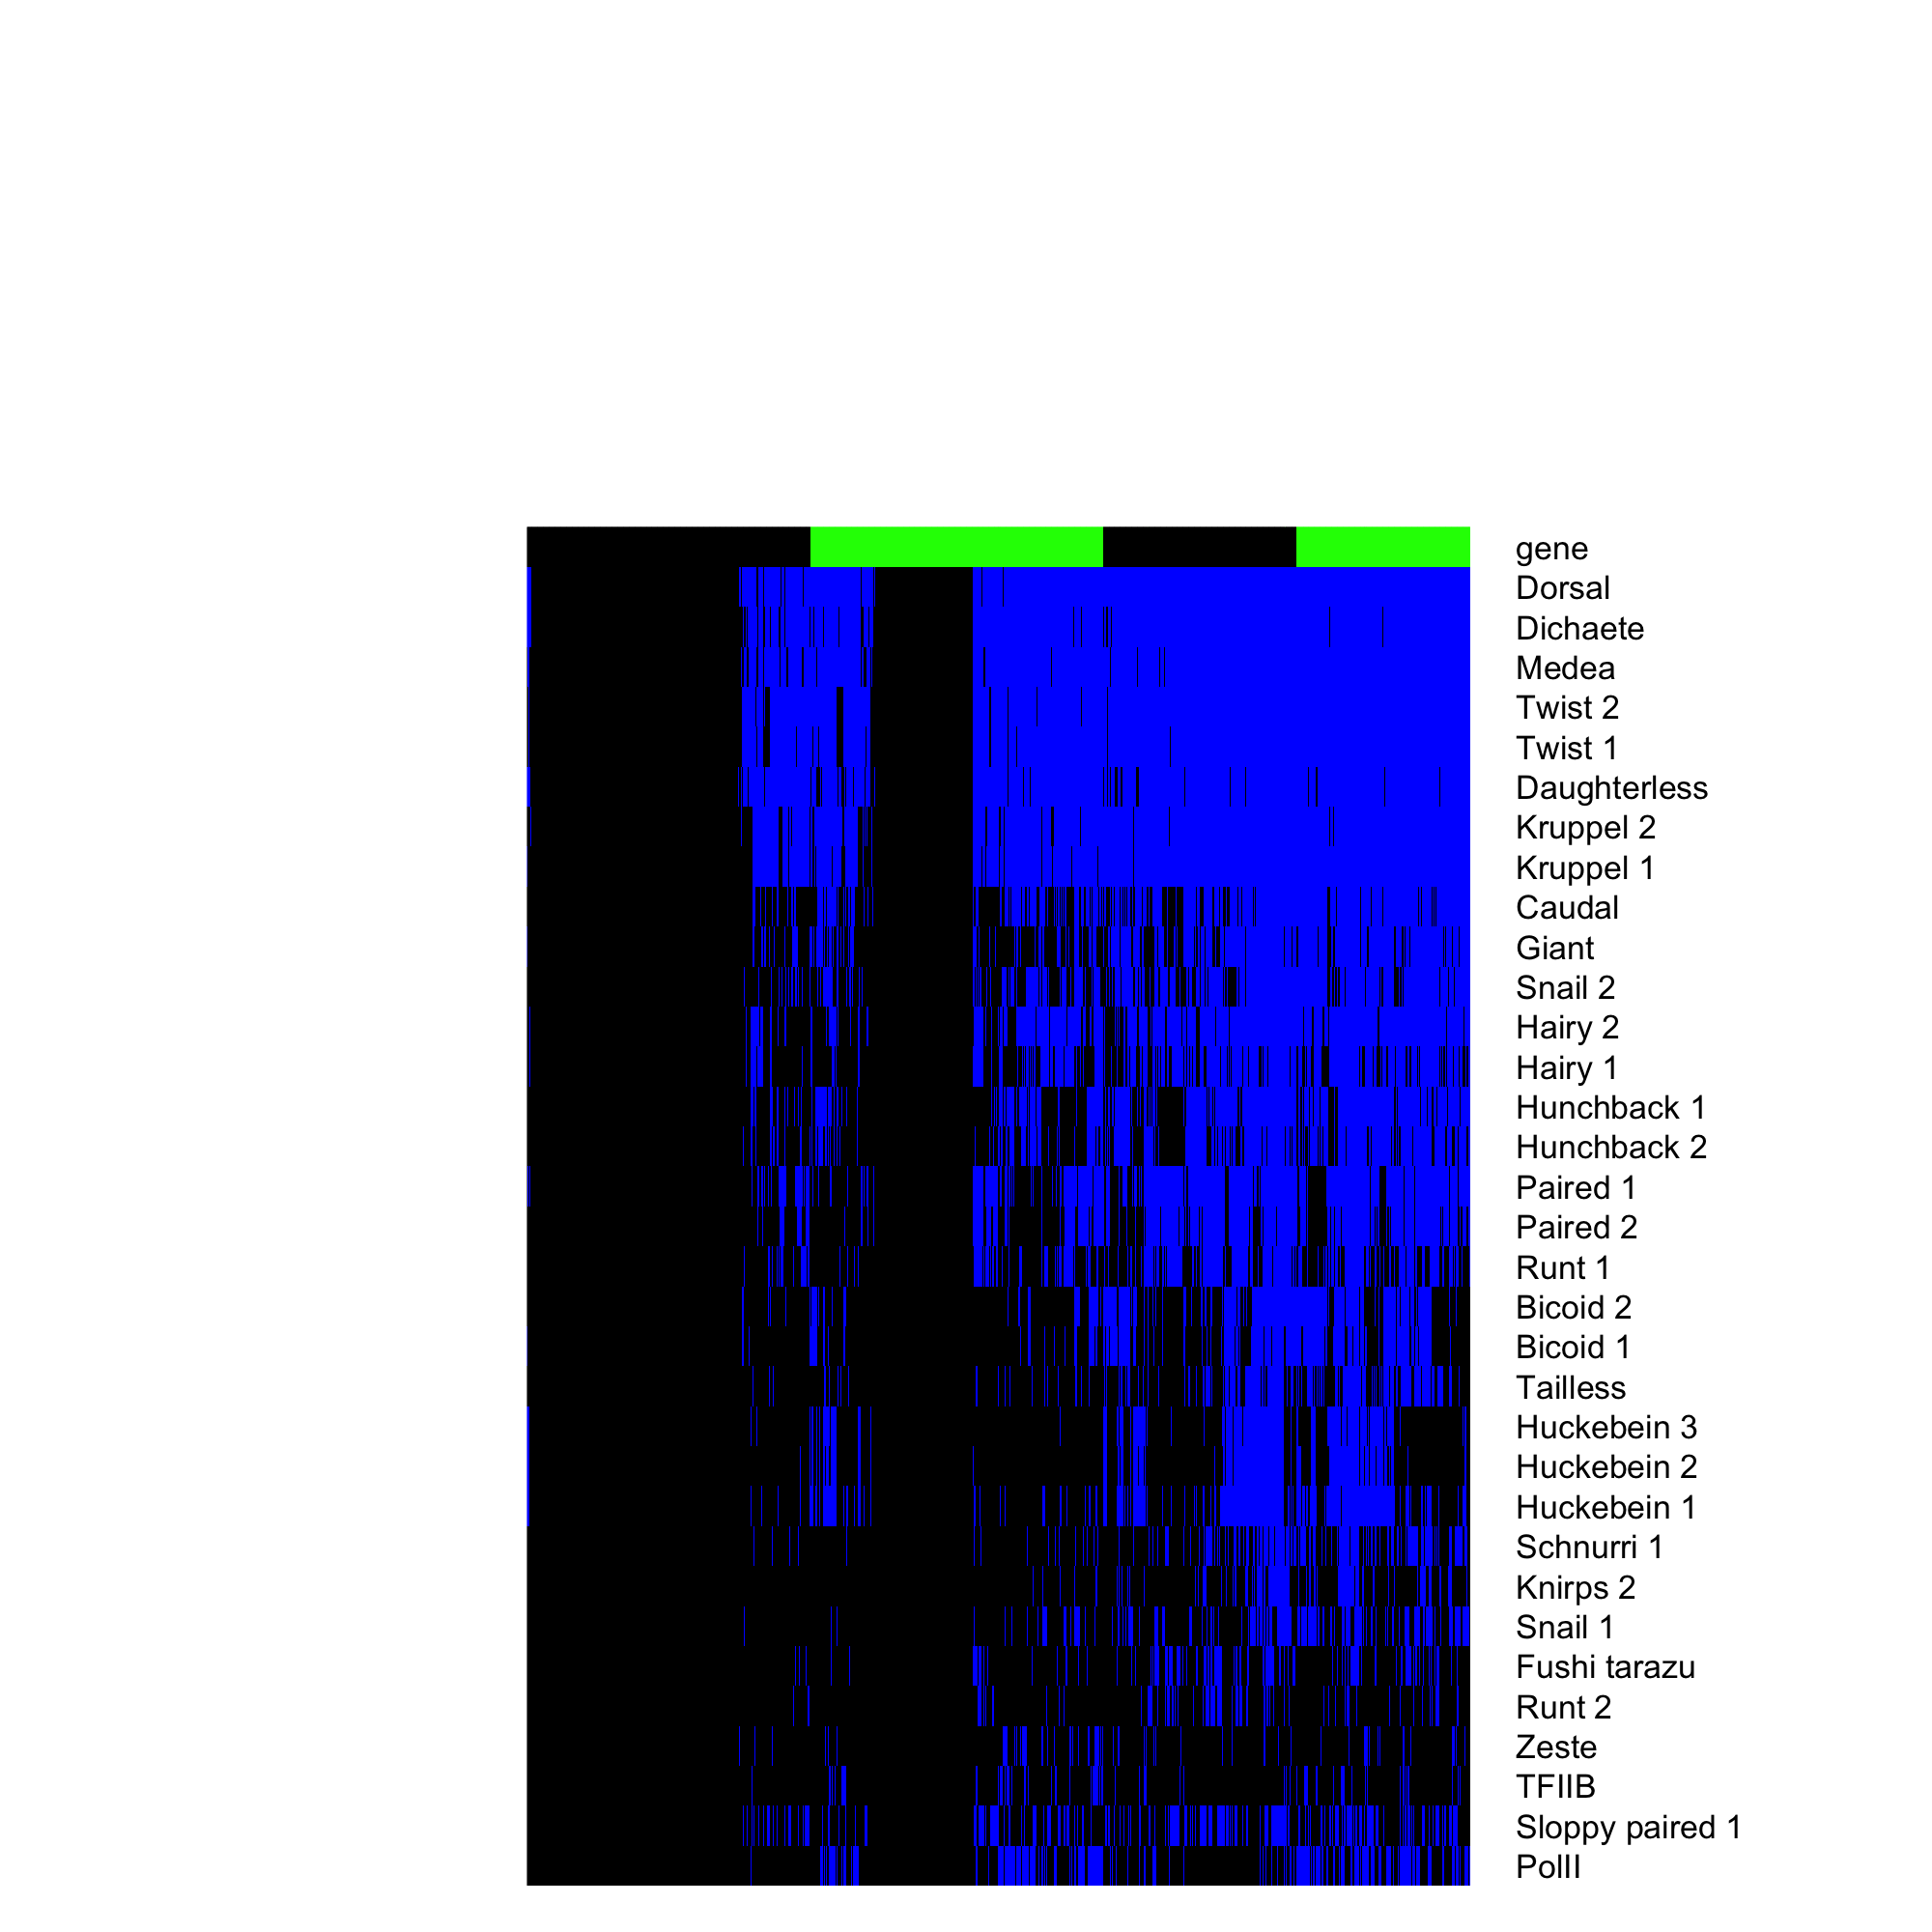 gene
Dorsal
Dichaete
Medea
Twist 2
Twist 1
Daughterless
Kruppel 2
Kruppel 1
Caudal
Giant
Snail 2
Hairy 2
Hairy 1
Hunchback 1
Hunchback 2
Paired 1
Paired 2
Runt 1
Bicoid 2
Bicoid 1
Tailless
Huckebein 3
Huckebein 2
Huckebein 1
Schnurri 1
Knirps 2
Snail 1
Fushi tarazu
Runt 2
Zeste
TFIIB
Sloppy paired 1
PolII